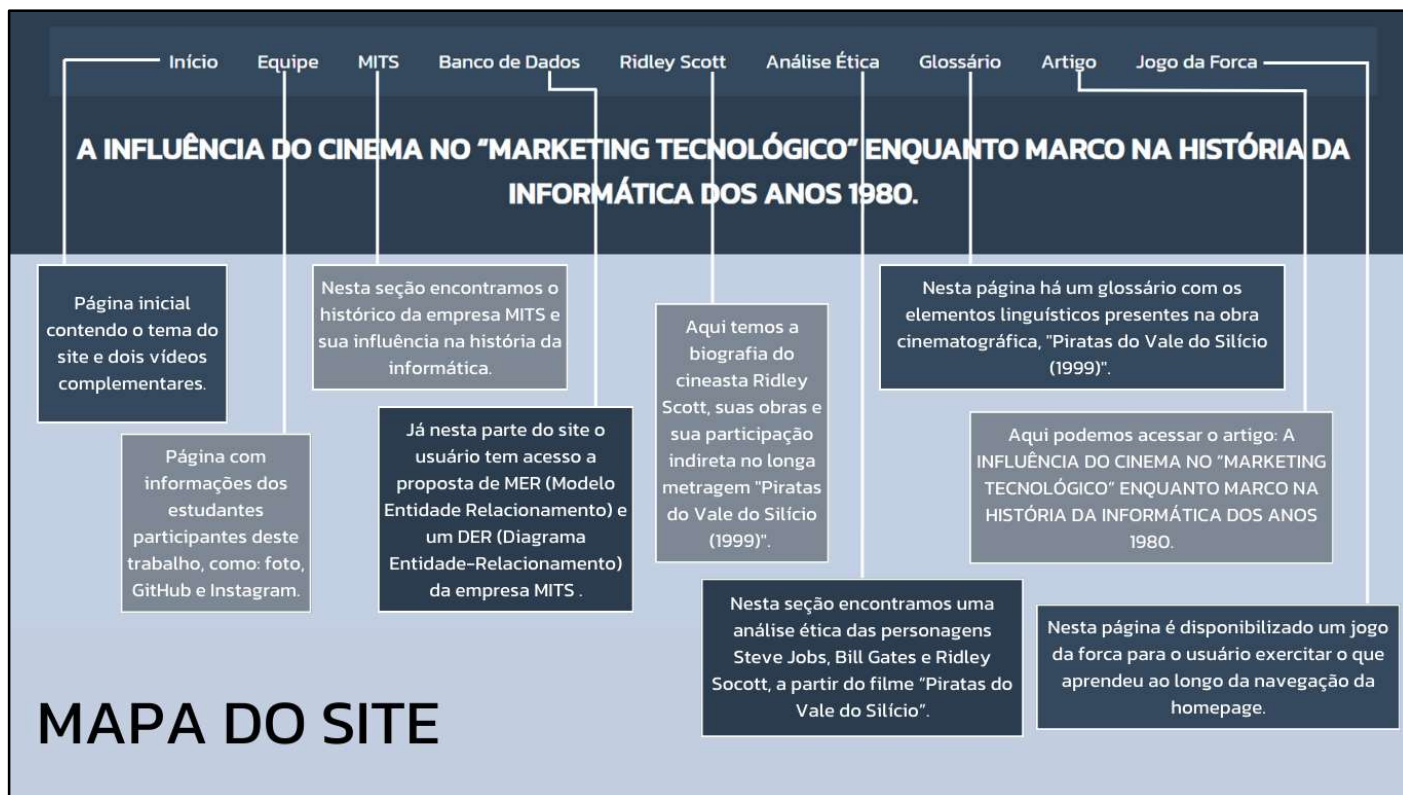 Início Equipe MITS Banco de Dados Ridley Scott Análise Ética Glossário Artigo Jogo da Forca
A INFLUÊNCIA DO CINEMA NO “MARKETING TECNOLÓGICO” ENQUANTO MARCO NA HISTÓRIA DA
INFORMÁTICA DOS ANOS 1980.
Página inicial
contendo o tema do
site e dois vídeos
complementares.
Página com
informações dos
estudantes
participantes deste
trabalho, como: foto,
GitHub e Instagram.
Nesta seção encontramos o
histórico da empresa MITS e
sua influência na história da
informática.
Já nesta parte do site o
usuário tem acesso a
proposta de MER (Modelo
Entidade Relacionamento) e
um DER (Diagrama
Entidade-Relacionamento)
da empresa MITS .
Aqui temos a
biografia do
cineasta Ridley
Scott, suas obras e
sua participação
indireta no longa
metragem "Piratas
do Vale do Silício
(1999)".
Nesta seção encontramos uma
análise ética das personagens
Steve Jobs, Bill Gates e Ridley
Socott, a partir do filme “Piratas do
Vale do Silício”.
Nesta página há um glossário com os
elementos linguísticos presentes na obra
cinematográfica, "Piratas do Vale do Silício
(1999)".
Aqui podemos acessar o artigo: A
INFLUÊNCIA DO CINEMA NO “MARKETING
TECNOLÓGICO” ENQUANTO MARCO NA
HISTÓRIA DA INFORMÁTICA DOS ANOS
1980.
Nesta página é disponibilizado um jogo
da forca para o usuário exercitar o que
aprendeu ao longo da navegação da
homepage.
MAPA DO SITE